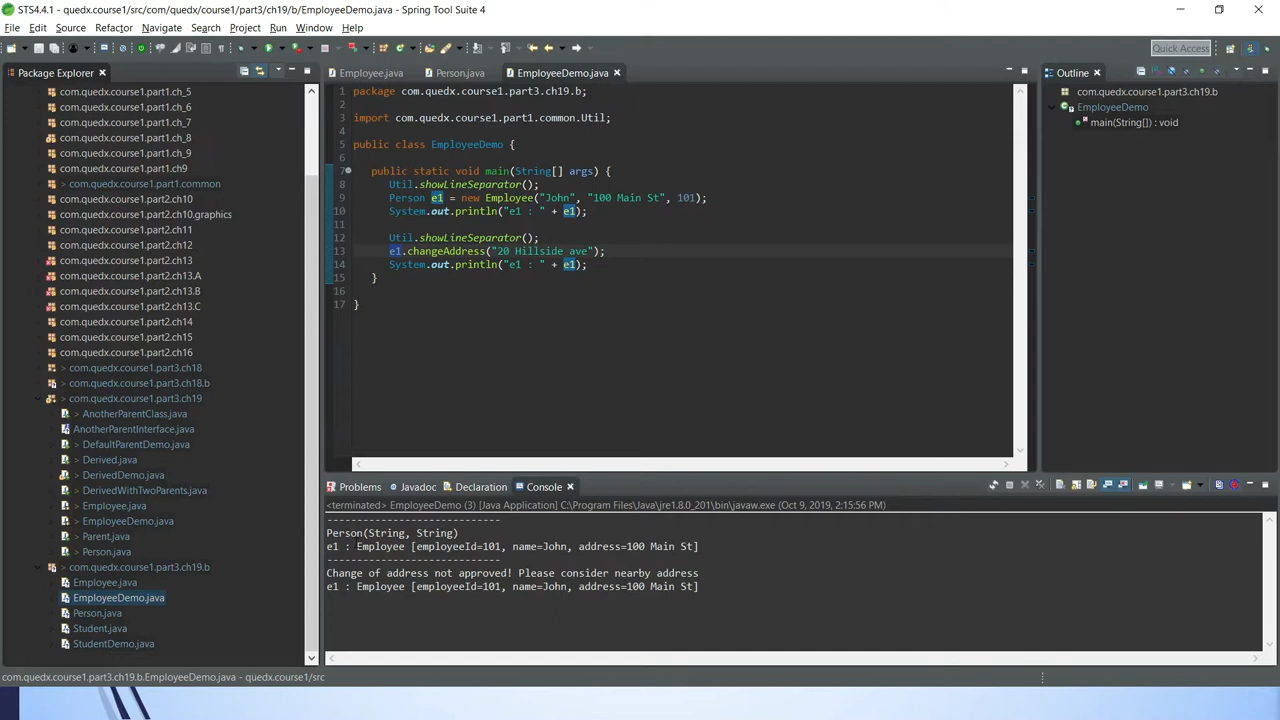 STS4.4.1 - quedx.course1/src/com/quedx/course1/part3/ch19/b/EmployeeDemo.java - Spring Tool Suite 4
File Edit Source Refactor Navigate Search Project Run Window Help
Quick Access
Package Explorer
com.quedx.course1.part1.ch_5
com.quedx.course1.part1.ch_6
com.quedx.course1.part1.ch_7
com.quedx.course1.part1.ch_8
com.quedx.course1.part1.ch_9
com.quedx.course1.part1.ch9
> com.quedx.course1.part1.common
com.quedx.course1.part2.ch10
com.quedx.course1.part2.ch10.graphics
com.quedx.course1.part2.ch11
com.quedx.course1.part2.ch12
com.quedx.course1.part2.ch13
com.quedx.course1.part2.ch13.A
com.quedx.course1.part2.ch13.B
com.quedx.course1.part2.ch13.C
com.quedx.course1.part2.ch14
com.quedx.course1.part2.ch15
com.quedx.course1.part2.ch16
> com.quedx.course1.part3.ch18
> com.quedx.course1.part3.ch18.b
> com.quedx.course1.part3.ch19
> AnotherParentClass.java
AnotherParentInterface.java
> DefaultParentDemo.java
> Derived.java
> DerivedDemo.java
> DerivedWithTwoParents.java
> Employee.java
> EmployeeDemo.java
> Parent.java
> Person.java
> com.quedx.course1.part3.ch19.b
Employee.java
EmployeeDemo.java
Person.java
Student.java
StudentDemo.java
Employee.java Person.java EmployeeDemo.java
1 package com.quedx.course1.part3.ch19.b;
2
3 import com.quedx.course1.part1.common.Util;
4
5 public class EmployeeDemo {
6
7 public static void main(String[] args) {
8 Util.showLineSeparator();
9 Person e1 = new Employee("John", "100 Main St", 101);
10 System.out.println("e1 : " + e1);
11
12 Util.showLineSeparator();
13 e1.changeAddress("20 Hillside ave");
14 System.out.println("e1 : " + e1);
15 }
16
17 }
Outline
com.quedx.course1.part3.ch19.b
EmployeeDemo
main(String[]) : void
Problems Javadoc Declaration Console
<terminated> EmployeeDemo (3) [Java Application] C:\Program Files\Java\jre1.8.0_201\bin\javaw.exe (Oct 9, 2019, 2:15:56 PM)
----------------------------
Person(String, String)
e1 : Employee [employeeId=101, name=John, address=100 Main St]
----------------------------
Change of address not approved! Please consider nearby address
e1 : Employee [employeeId=101, name=John, address=100 Main St]
com.quedx.course1.part3.ch19.b.EmployeeDemo.java - quedx.course1/src